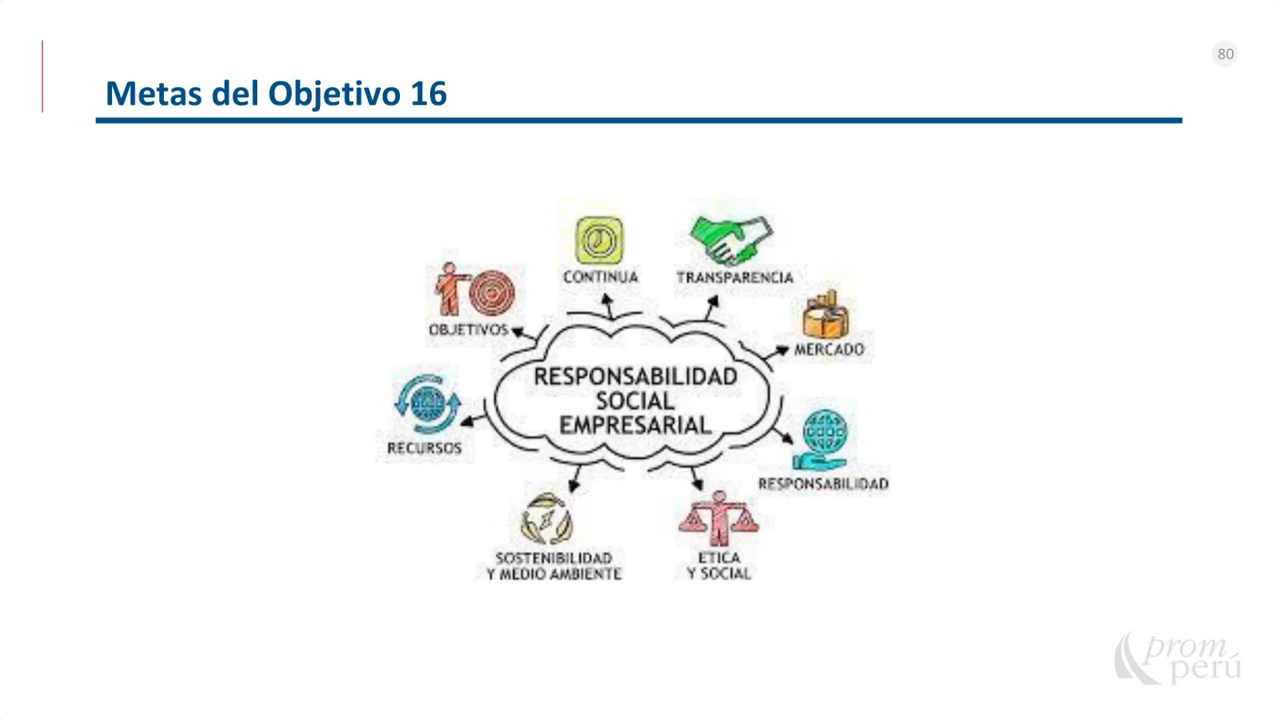 80
Metas del Objetivo 16
CONTINUA
TRANSPARENCIA
OBJETIVOS
MERCADO
RESPONSABILIDAD
SOCIAL
EMPRESARIAL
RECURSOS
RESPONSABILIDAD
SOSTENIBILIDAD
Y MEDIO AMBIENTE
ETICA
Y SOCIAL
prom
perú